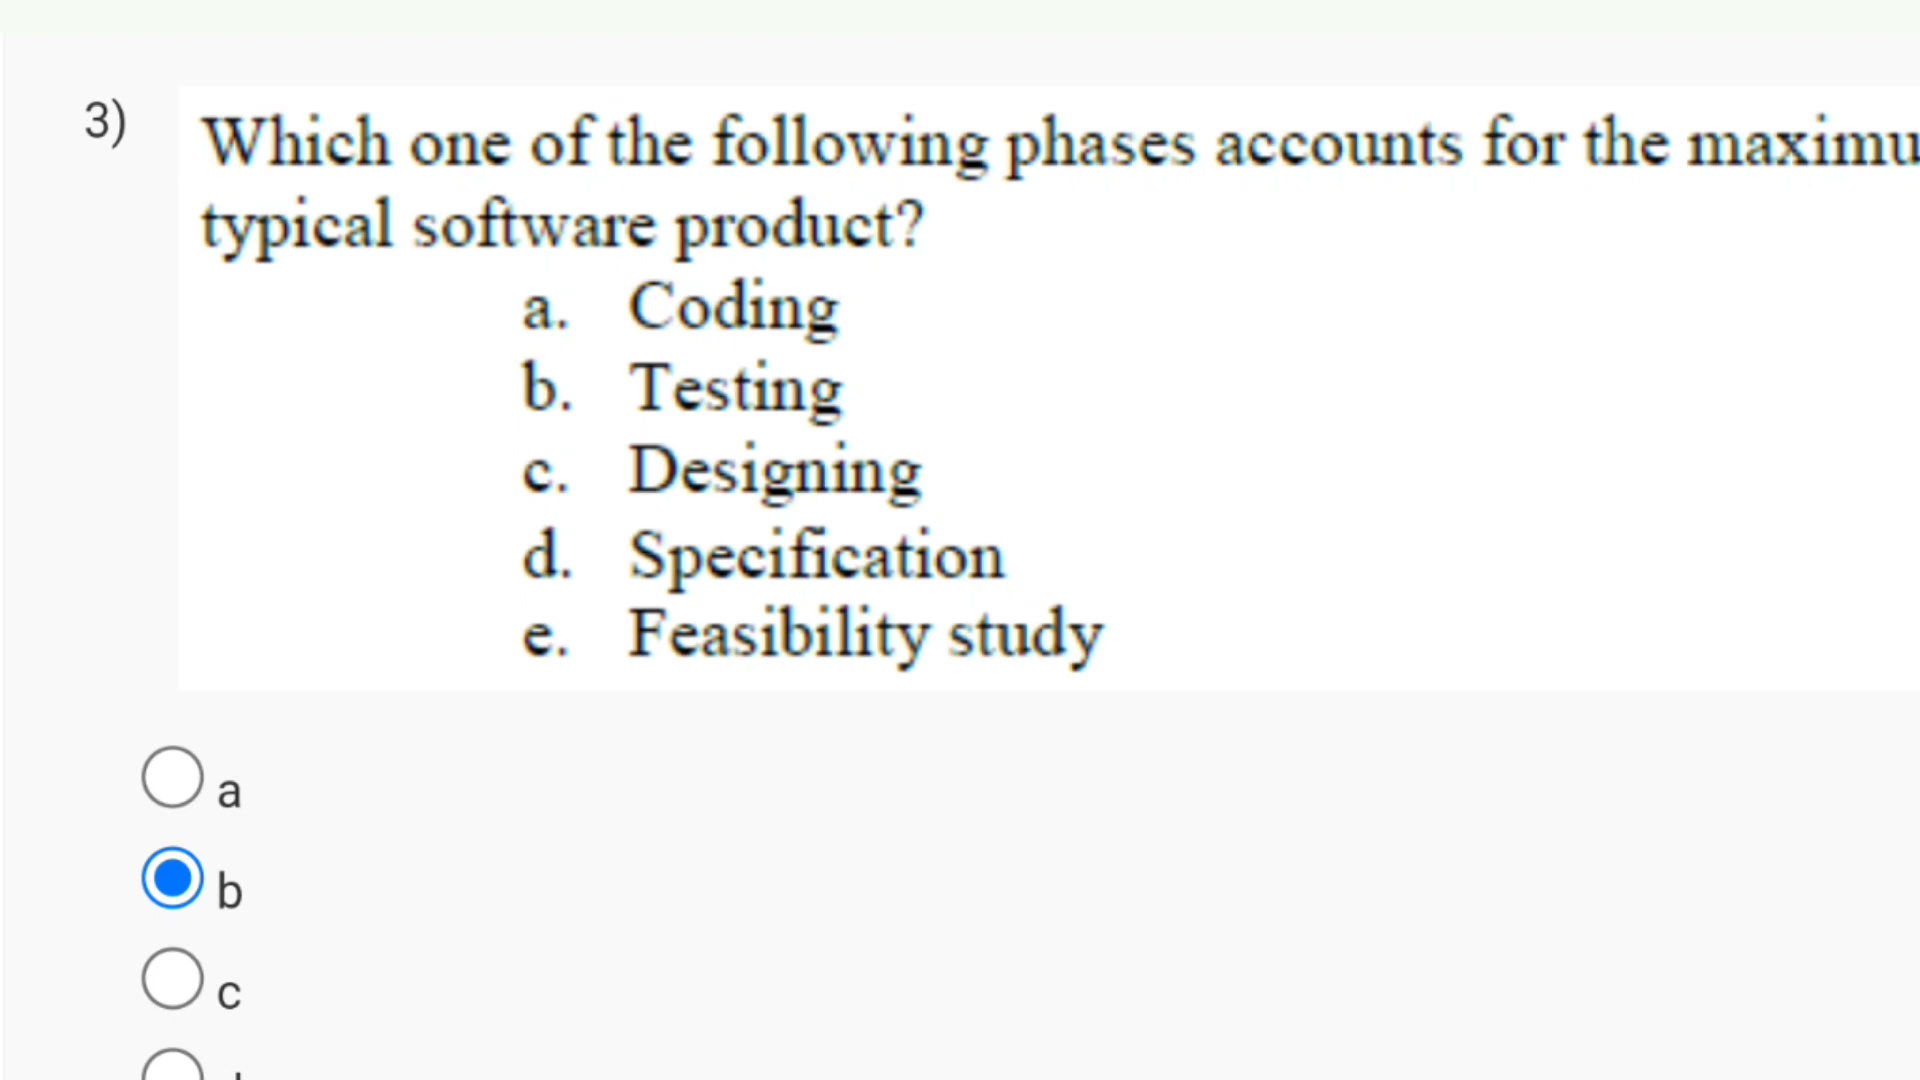 3)
Which one of the following phases accounts for the maximu
typical software product?
a. Coding
b. Testing
c. Designing
d. Specification
e. Feasibility study
a
b
c